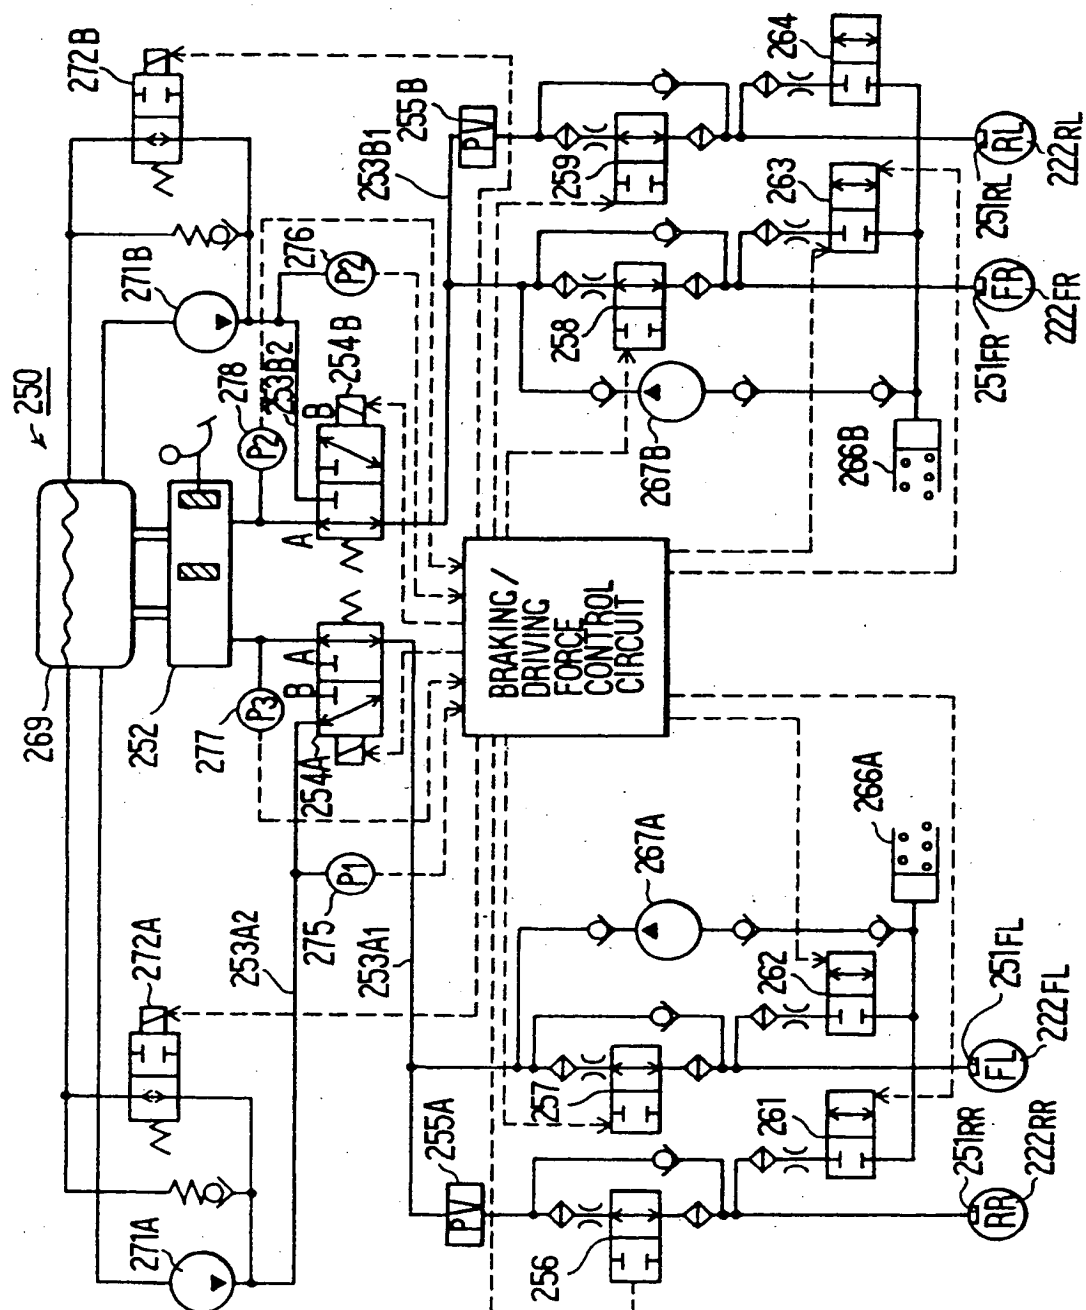 250
269
252
277
278
P2
P3
271B
272B
276
P2
253B2
254B
A
B
B
A
254A
253B1
255B
PV
275
P1
253A2
253A1
272A
271A
255A
PV
BRAKING/
DRIVING
FORCE
CONTROL
CIRCUIT
259
264
258
263
267B
266B
251RL
RL
222RL
251FR
FR
222FR
267A
266A
262
257
261
256
251FL
FL
222FL
251RR
RR
222RR